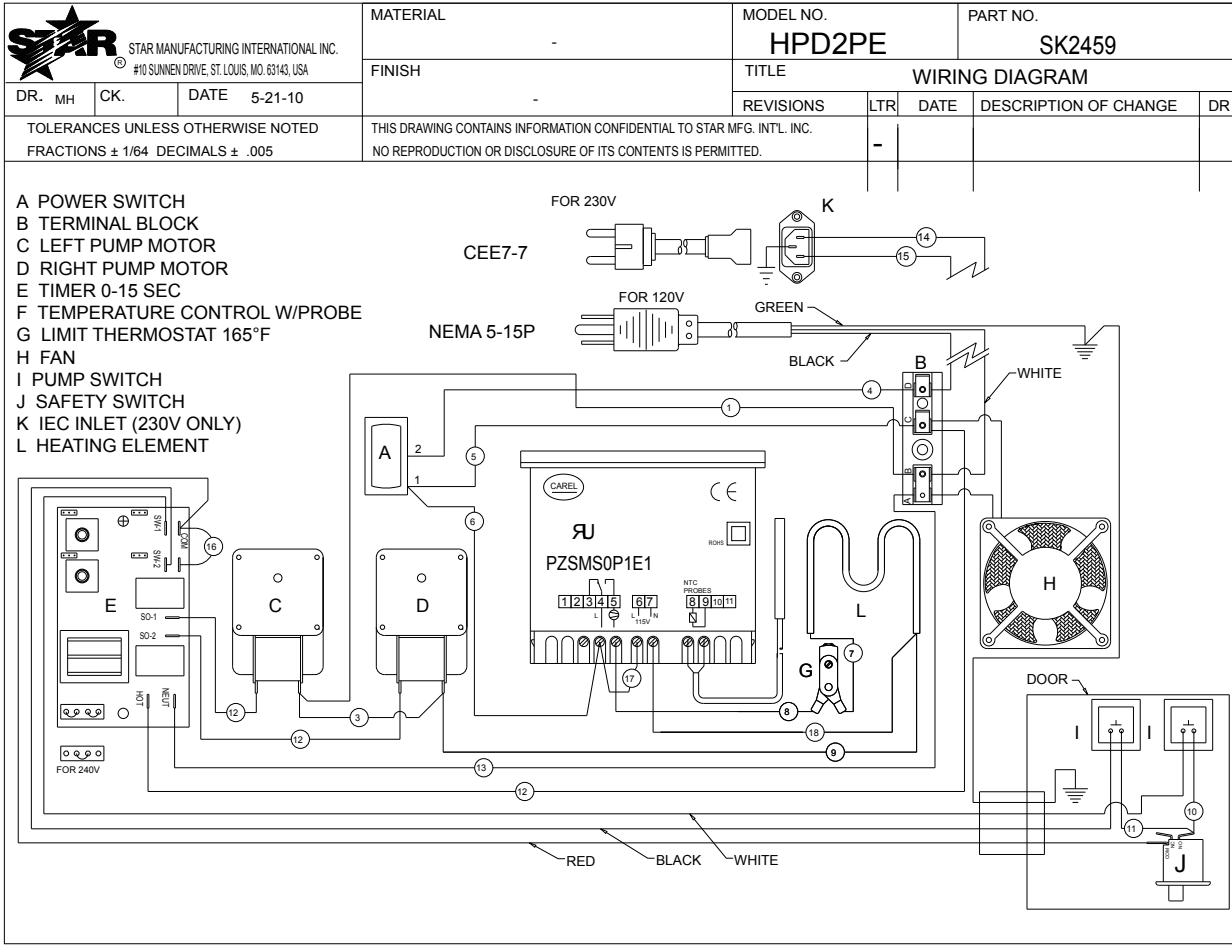 STAR
®
STAR MANUFACTURING INTERNATIONAL INC.
#10 SUNNEN DRIVE, ST. LOUIS, MO. 63143, USA
DR. MH
CK.
DATE 5-21-10
TOLERANCES UNLESS OTHERWISE NOTED
FRACTIONS ± 1/64 DECIMALS ± .005
MATERIAL
-
FINISH
-
THIS DRAWING CONTAINS INFORMATION CONFIDENTIAL TO STAR MFG. INT'L. INC.
NO REPRODUCTION OR DISCLOSURE OF ITS CONTENTS IS PERMITTED.
MODEL NO.
HPD2PE
PART NO.
SK2459
TITLE
WIRING DIAGRAM
REVISIONS LTR DATE DESCRIPTION OF CHANGE DR
-
A POWER SWITCH
B TERMINAL BLOCK
C LEFT PUMP MOTOR
D RIGHT PUMP MOTOR
E TIMER 0-15 SEC
F TEMPERATURE CONTROL W/PROBE
G LIMIT THERMOSTAT 165°F
H FAN
I PUMP SWITCH
J SAFETY SWITCH
K IEC INLET (230V ONLY)
L HEATING ELEMENT
FOR 230V
CEE7-7
K
14
15
FOR 120V
NEMA 5-15P
GREEN
BLACK
WHITE
B
D
C
B
A
4
1
5
6
A
2
1
CAREL
CE
ROHS
PZSMS0P1E1
NTC
PROBES
1 2 3 4 5 6 7 8 9 10 11
L
L N
115V
17
L
G
7
8
18
9
H
SW-1
SW-2
COM
16
E
SO-1
SO-2
HOT
NEUT
FOR 240V
C
D
12
3
12
13
12
DOOR
I
I
10
11
NO
NC
COM
J
RED
BLACK
WHITE